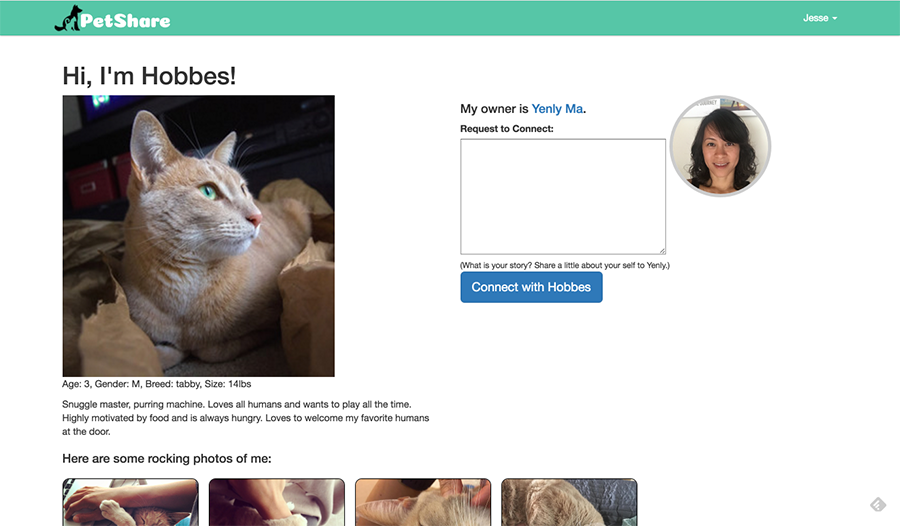 PetShare
Jesse
Hi, I'm Hobbes!
My owner is Yenly Ma.
Request to Connect:
(What is your story? Share a little about your self to Yenly.)
Connect with Hobbes
Age: 3, Gender: M, Breed: tabby, Size: 14lbs
Snuggle master, purring machine. Loves all humans and wants to play all the time.
Highly motivated by food and is always hungry. Loves to welcome my favorite humans
at the door.
Here are some rocking photos of me: